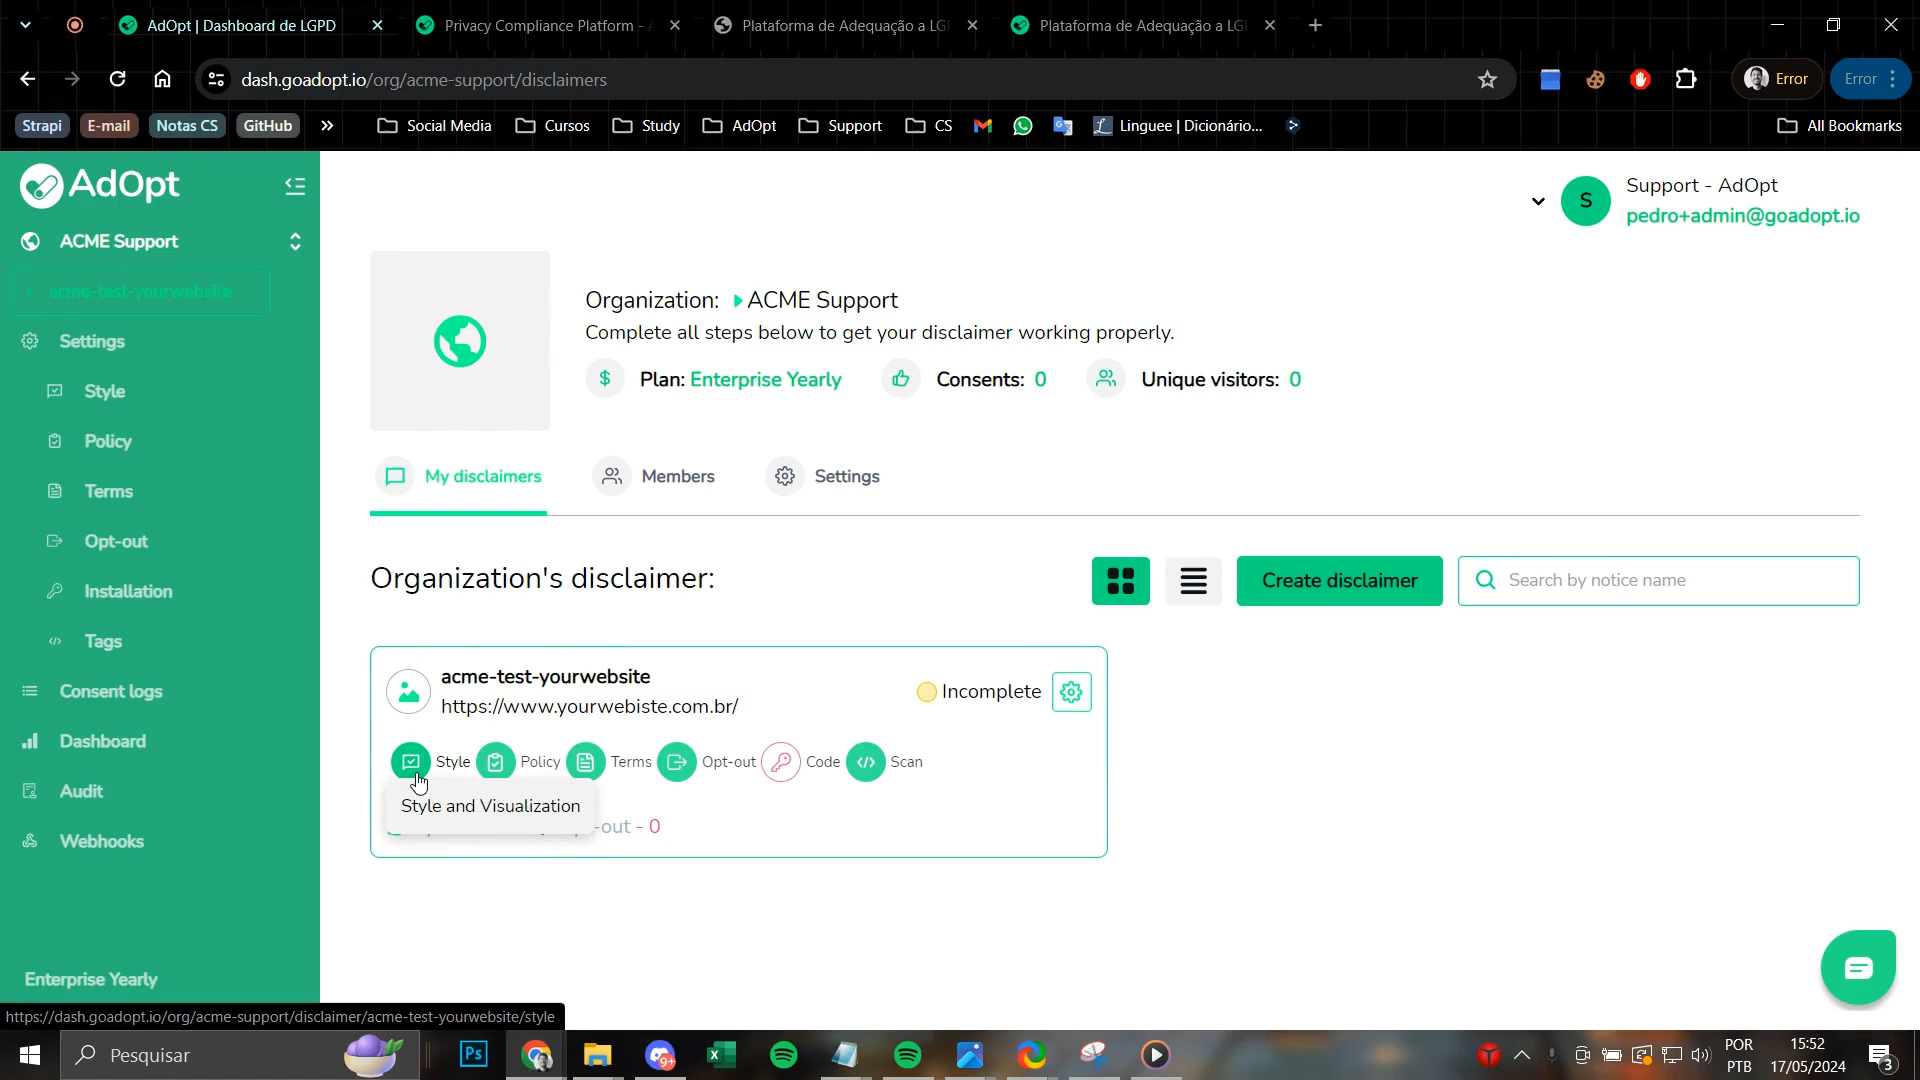 AdOpt | Dashboard de LGPD
Privacy Compliance Platform -
Plataforma de Adequação a LG
Plataforma de Adequação a LG
dash.goadopt.io/org/acme-support/disclaimers
Error
Error
Strapi
E-mail
Notas CS
GitHub
Social Media
Cursos
Study
AdOpt
Support
CS
Linguee | Dicionário...
All Bookmarks
AdOpt
ACME Support
acme-test-yourwebsite
Settings
Style
Policy
Terms
Opt-out
Installation
Tags
Consent logs
Dashboard
Audit
Webhooks
Enterprise Yearly
S
Support - AdOpt
pedro+admin@goadopt.io
Organization: ACME Support
Complete all steps below to get your disclaimer working properly.
Plan: Enterprise Yearly
Consents: 0
Unique visitors: 0
My disclaimers
Members
Settings
Organization's disclaimer:
Create disclaimer
Search by notice name
acme-test-yourwebsite
https://www.yourwebiste.com.br/
Incomplete
Style
Policy
Terms
Opt-out
Code
Scan
Style and Visualization
-out - 0
https://dash.goadopt.io/org/acme-support/disclaimer/acme-test-yourwebsite/style
Pesquisar
Ps
9+
POR
PTB
15:52
17/05/2024
3